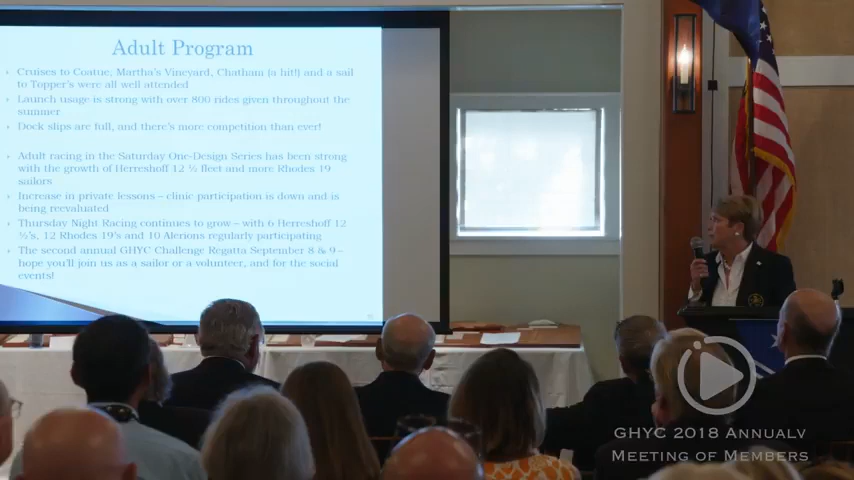 Adult Program
Cruises to Coatue, Martha's Vineyard, Chatham (a hit!) and a sail
to Topper's were all well attended
Launch usage is strong with over 800 rides given throughout the
summer
Dock slips are full, and there's more competition than ever!
Adult racing in the Saturday One-Design Series has been strong
with the growth of Herreshoff 12 ½ fleet and more Rhodes 19
sailors
Increase in private lessons – clinic participation is down and is
being reevaluated
Thursday Night Racing continues to grow – with 6 Herreshoff 12
½'s, 12 Rhodes 19's and 10 Alerions regularly participating
The second annual GHYC Challenge Regatta September 8 & 9 –
hope you'll join us as a sailor or a volunteer, and for the social
events!
GHYC 2018 Annualv
Meeting of Members